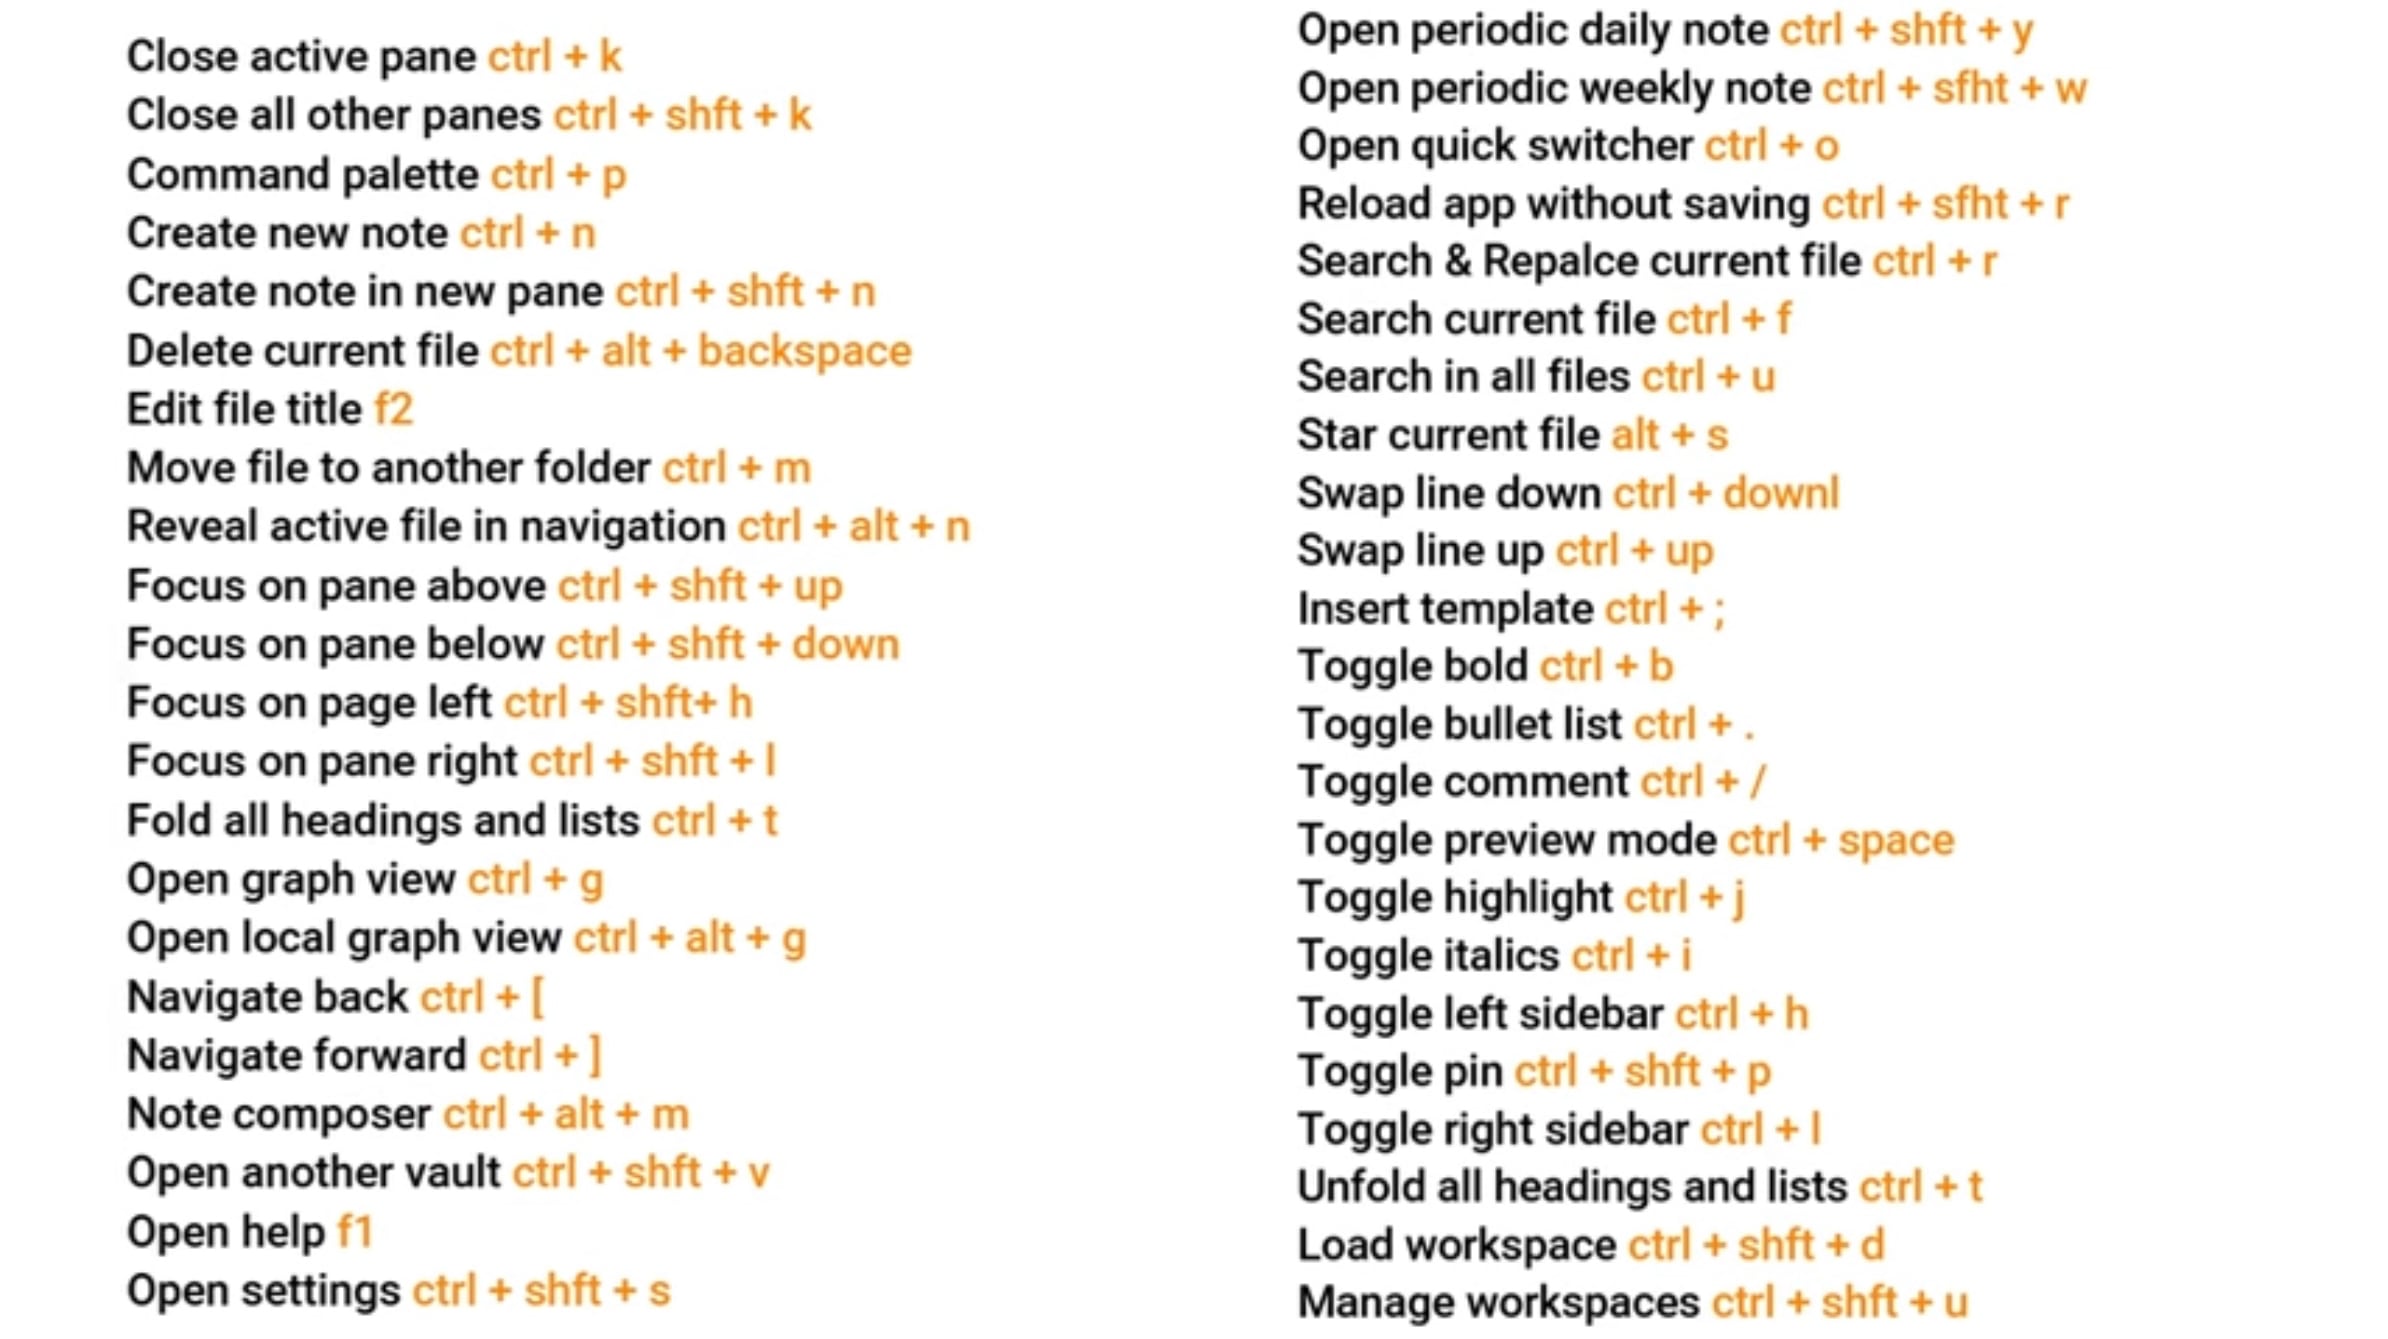 Close active pane ctrl + k
Close all other panes ctrl + shft + k
Command palette ctrl + p
Create new note ctrl + n
Create note in new pane ctrl + shft + n
Delete current file ctrl + alt + backspace
Edit file title f2
Move file to another folder ctrl + m
Reveal active file in navigation ctrl + alt + n
Focus on pane above ctrl + shft + up
Focus on pane below ctrl + shft + down
Focus on page left ctrl + shft+ h
Focus on pane right ctrl + shft + l
Fold all headings and lists ctrl + t
Open graph view ctrl + g
Open local graph view ctrl + alt + g
Navigate back ctrl + [
Navigate forward ctrl + ]
Note composer ctrl + alt + m
Open another vault ctrl + shft + v
Open help f1
Open settings ctrl + shft + s
Open periodic daily note ctrl + shft + y
Open periodic weekly note ctrl + sfht + w
Open quick switcher ctrl + o
Reload app without saving ctrl + sfht + r
Search & Repalce current file ctrl + r
Search current file ctrl + f
Search in all files ctrl + u
Star current file alt + s
Swap line down ctrl + downl
Swap line up ctrl + up
Insert template ctrl + ;
Toggle bold ctrl + b
Toggle bullet list ctrl + .
Toggle comment ctrl + /
Toggle preview mode ctrl + space
Toggle highlight ctrl + j
Toggle italics ctrl + i
Toggle left sidebar ctrl + h
Toggle pin ctrl + shft + p
Toggle right sidebar ctrl + l
Unfold all headings and lists ctrl + t
Load workspace ctrl + shft + d
Manage workspaces ctrl + shft + u